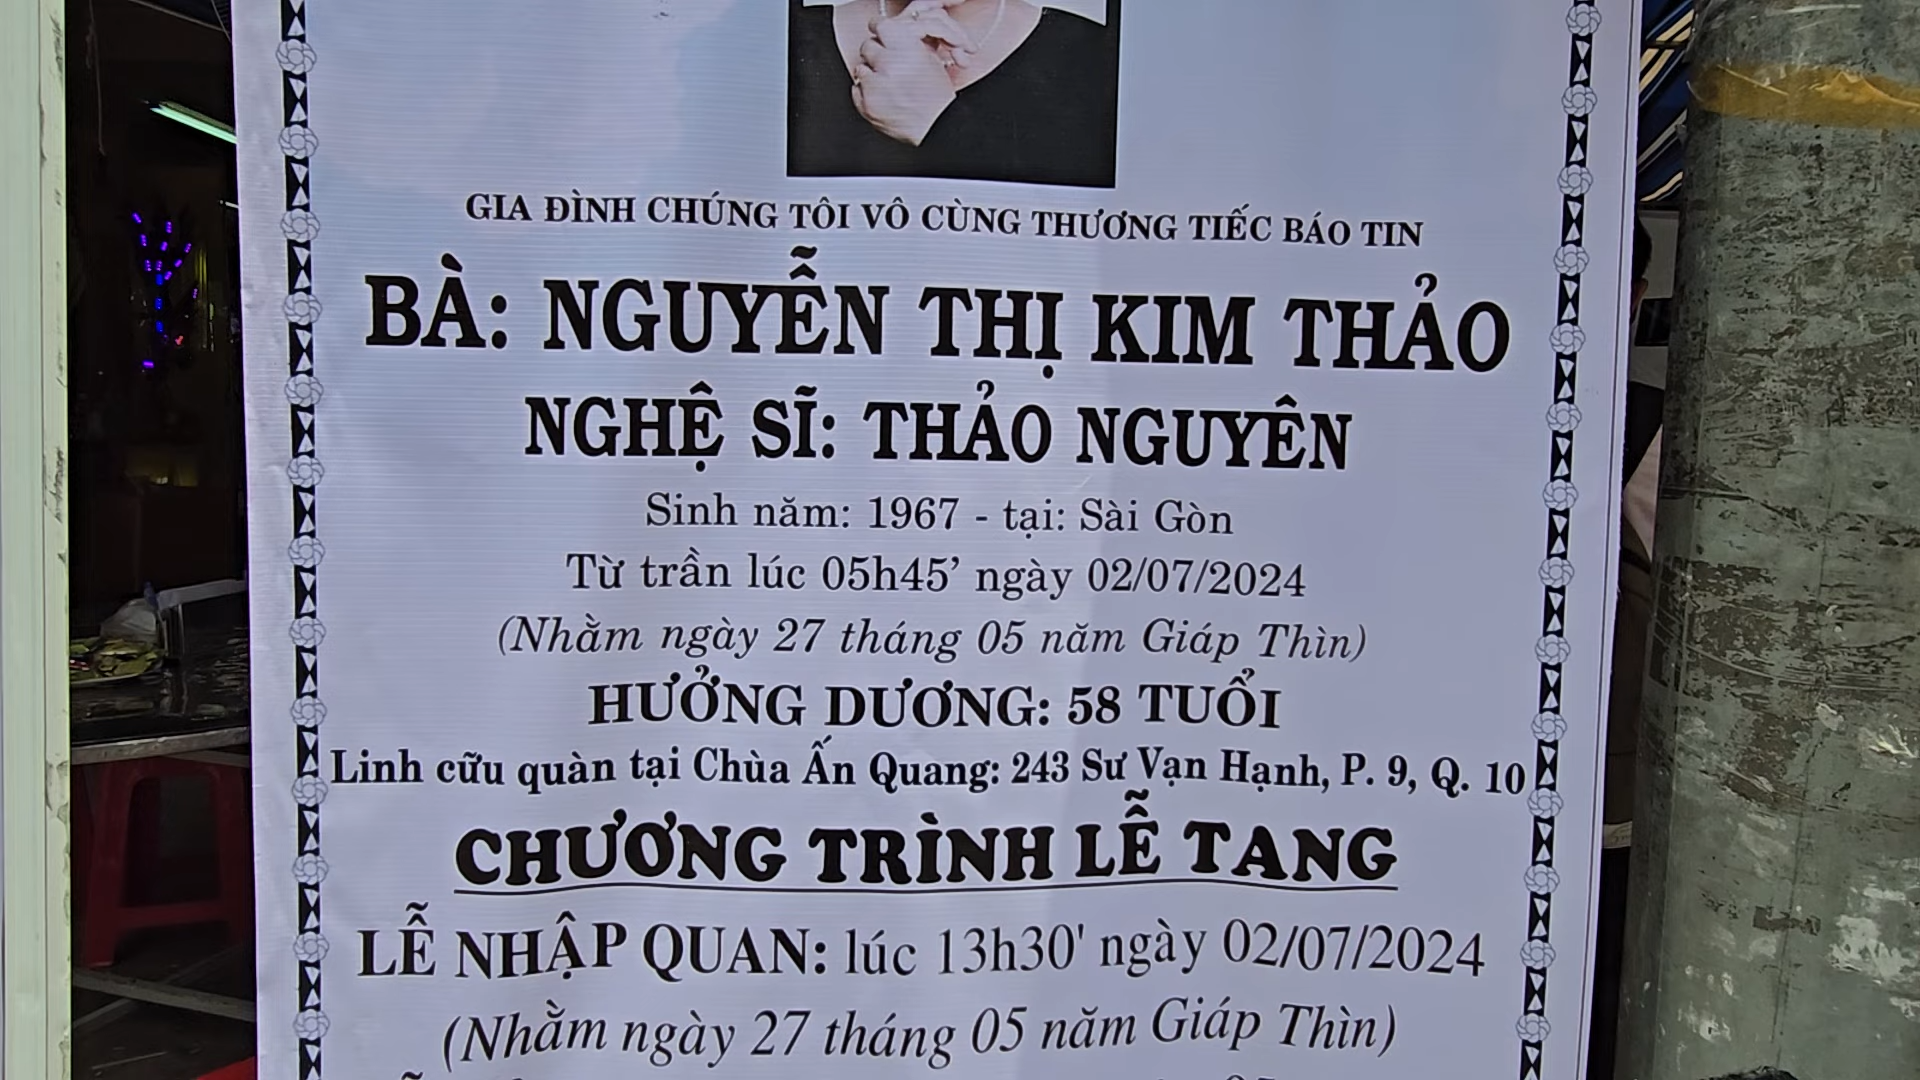 GIA ĐÌNH CHÚNG TÔI VÔ CÙNG THƯƠNG TIẾC BÁO TIN
BÀ: NGUYỄN THỊ KIM THẢO
NGHỆ SĨ: THẢO NGUYÊN
Sinh năm: 1967 - tại: Sài Gòn
Từ trần lúc 05h45’ ngày 02/07/2024
(Nhằm ngày 27 tháng 05 năm Giáp Thìn)
HƯỞNG DƯƠNG: 58 TUỔI
Linh cữu quàn tại Chùa Ấn Quang: 243 Sư Vạn Hạnh, P. 9, Q. 10
CHƯƠNG TRÌNH LỄ TANG
LỄ NHẬP QUAN: lúc 13h30' ngày 02/07/2024
(Nhằm ngày 27 tháng 05 năm Giáp Thìn)